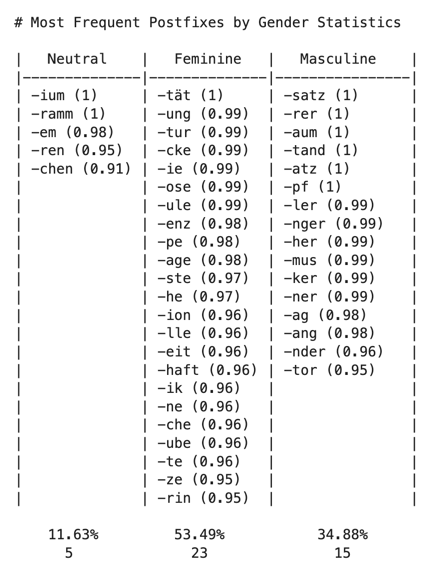 # Most Frequent Postfixes by Gender Statistics
| Neutral | Feminine | Masculine |
|--------------|-------------|----------------|
| -ium (1) | -tät (1) | -satz (1) |
| -ramm (1) | -ung (0.99) | -rer (1) |
| -em (0.98) | -tur (0.99) | -aum (1) |
| -ren (0.95) | -cke (0.99) | -tand (1) |
| -chen (0.91) | -ie (0.99) | -atz (1) |
| | -ose (0.99) | -pf (1) |
| | -ule (0.99) | -ler (0.99) |
| | -enz (0.98) | -nger (0.99) |
| | -pe (0.98) | -her (0.99) |
| | -age (0.98) | -mus (0.99) |
| | -ste (0.97) | -ker (0.99) |
| | -he (0.97) | -ner (0.99) |
| | -ion (0.96) | -ag (0.98) |
| | -lle (0.96) | -ang (0.98) |
| | -eit (0.96) | -nder (0.96) |
| | -haft (0.96) | -tor (0.95) |
| | -ik (0.96) | |
| | -ne (0.96) | |
| | -che (0.96) | |
| | -ube (0.96) | |
| | -te (0.96) | |
| | -ze (0.95) | |
| | -rin (0.95) | |
11.63% 53.49% 34.88%
5 23 15